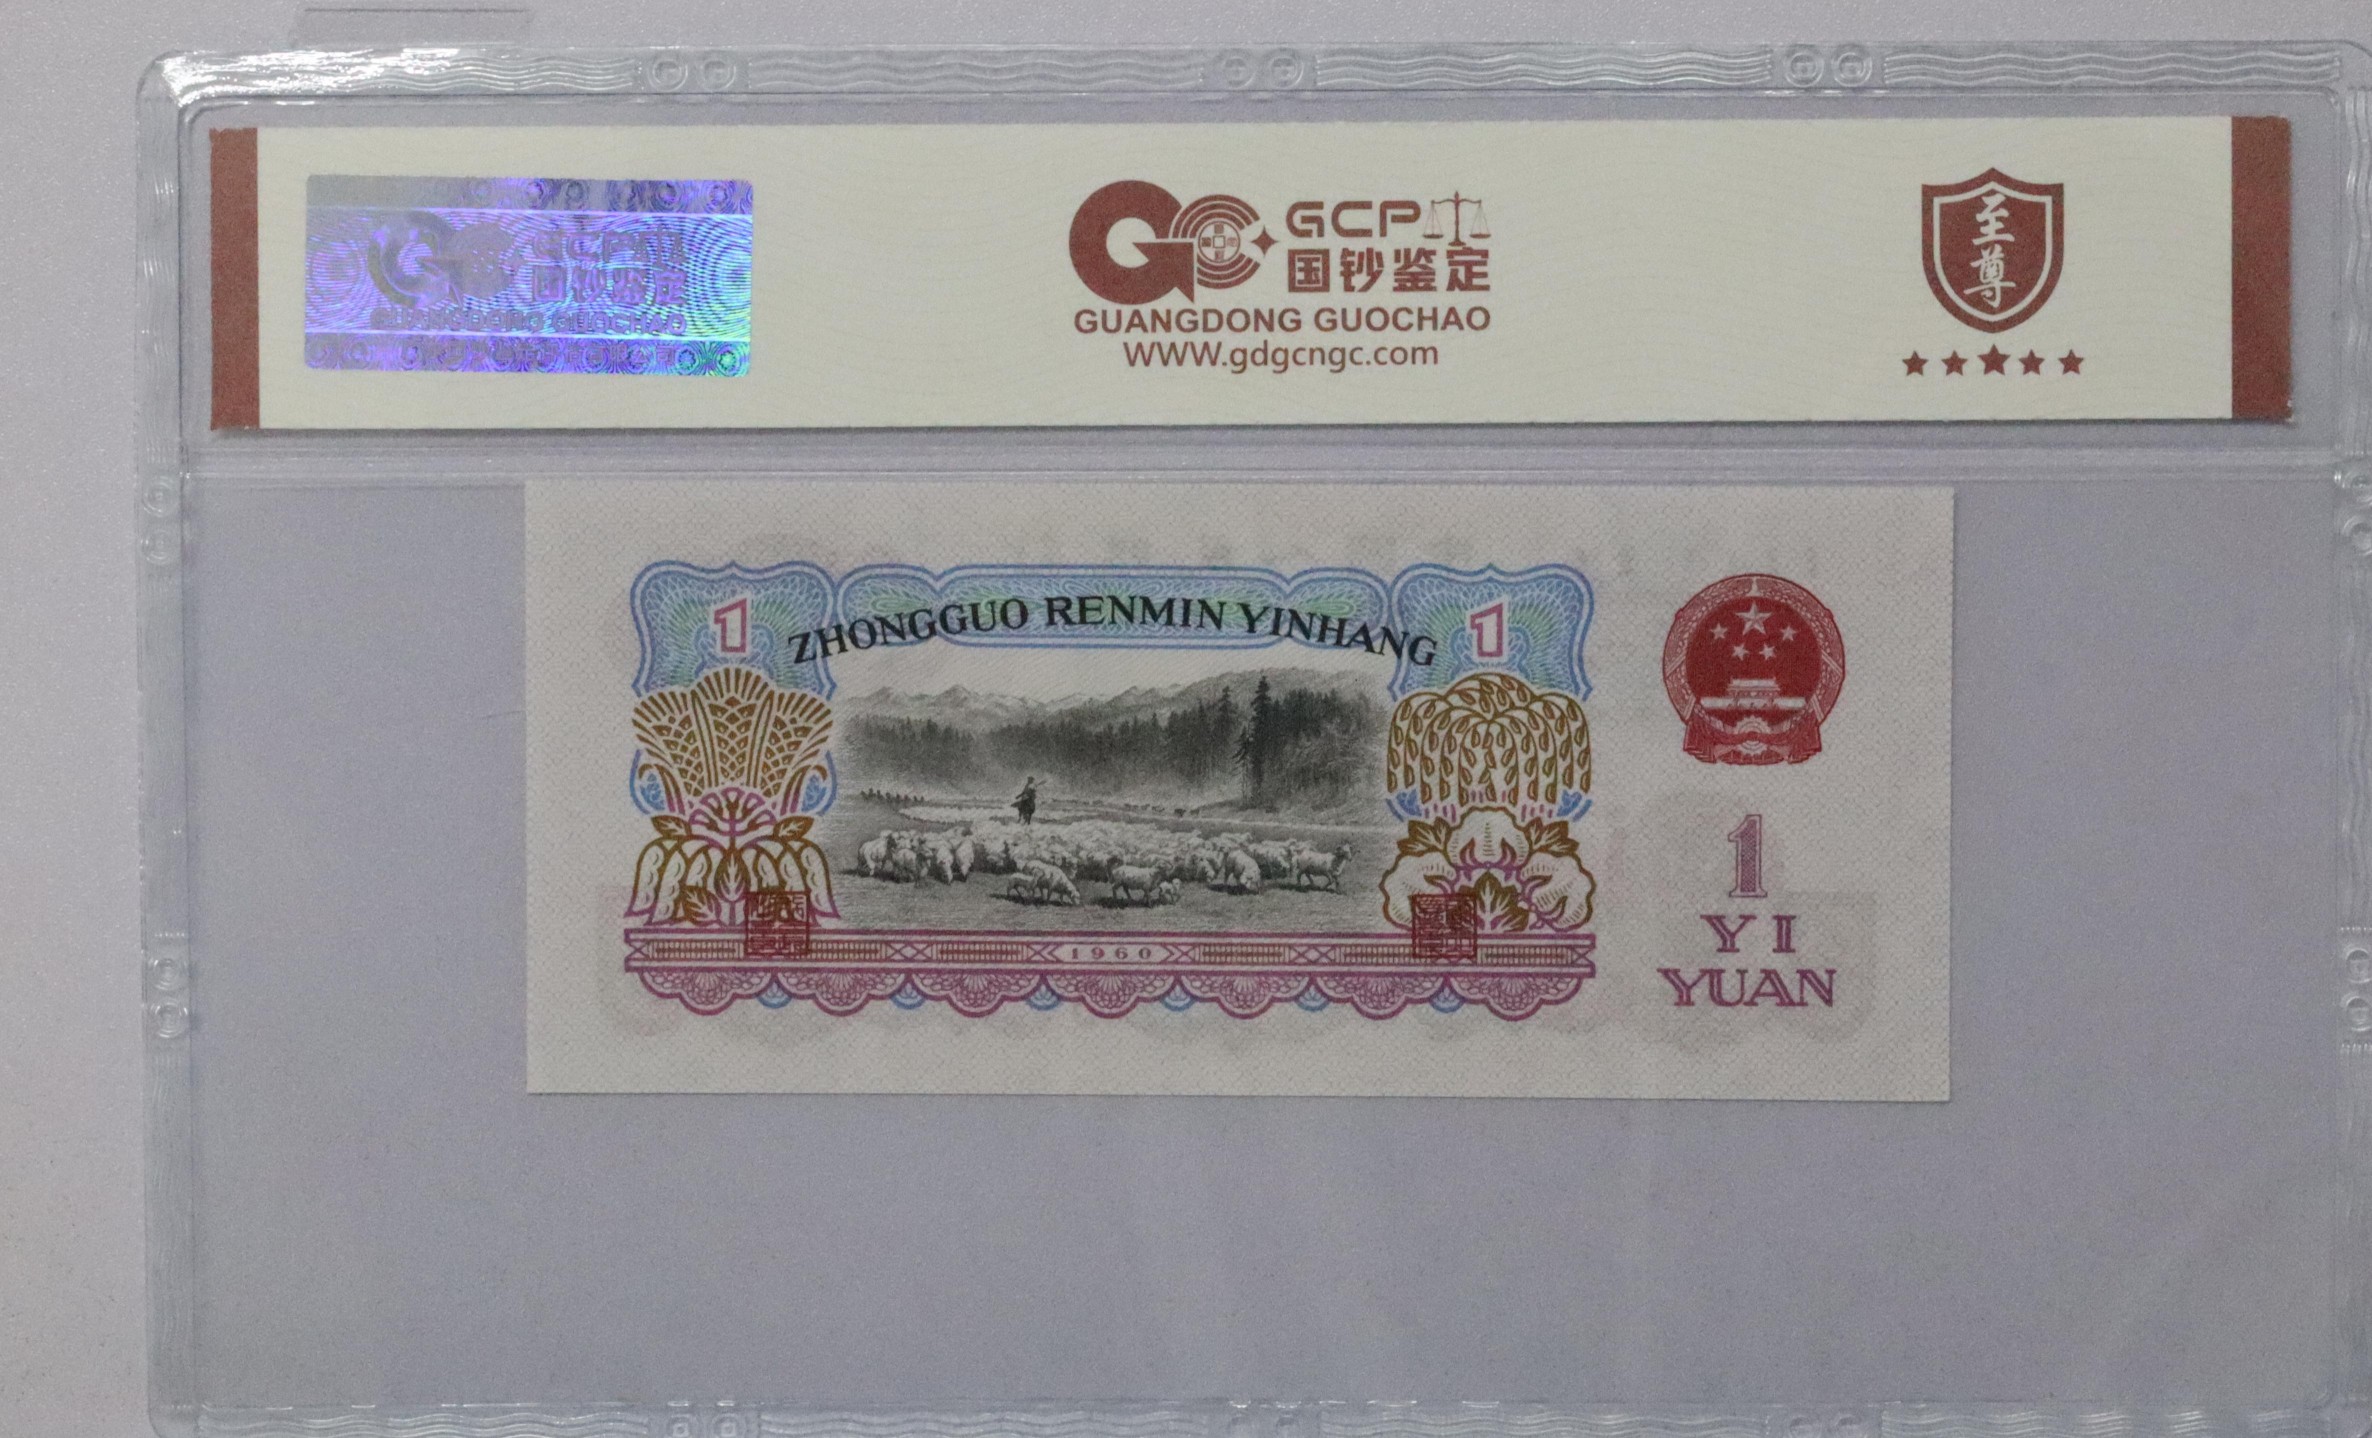 GCP
国钞鉴定
GUANGDONG GUOCHAO
GCP
国钞鉴定
GUANGDONG GUOCHAO
WWW.gdgcngc.com
至尊
1
ZHONGGUO RENMIN YINHANG
1
1960
1
YI
YUAN